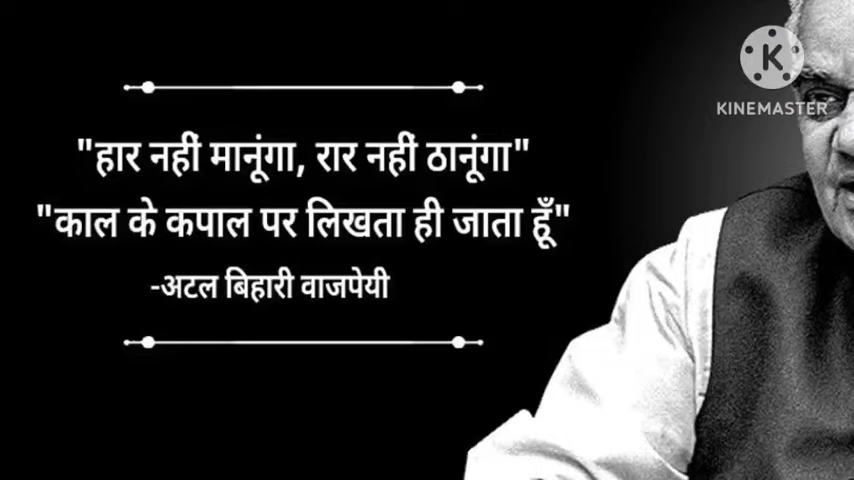 "हार नहीं मानूंगा, रार नहीं ठानूंगा"
"काल के कपाल पर लिखता ही जाता हूँ"
-अटल बिहारी वाजपेयी
K
KINEMASTER